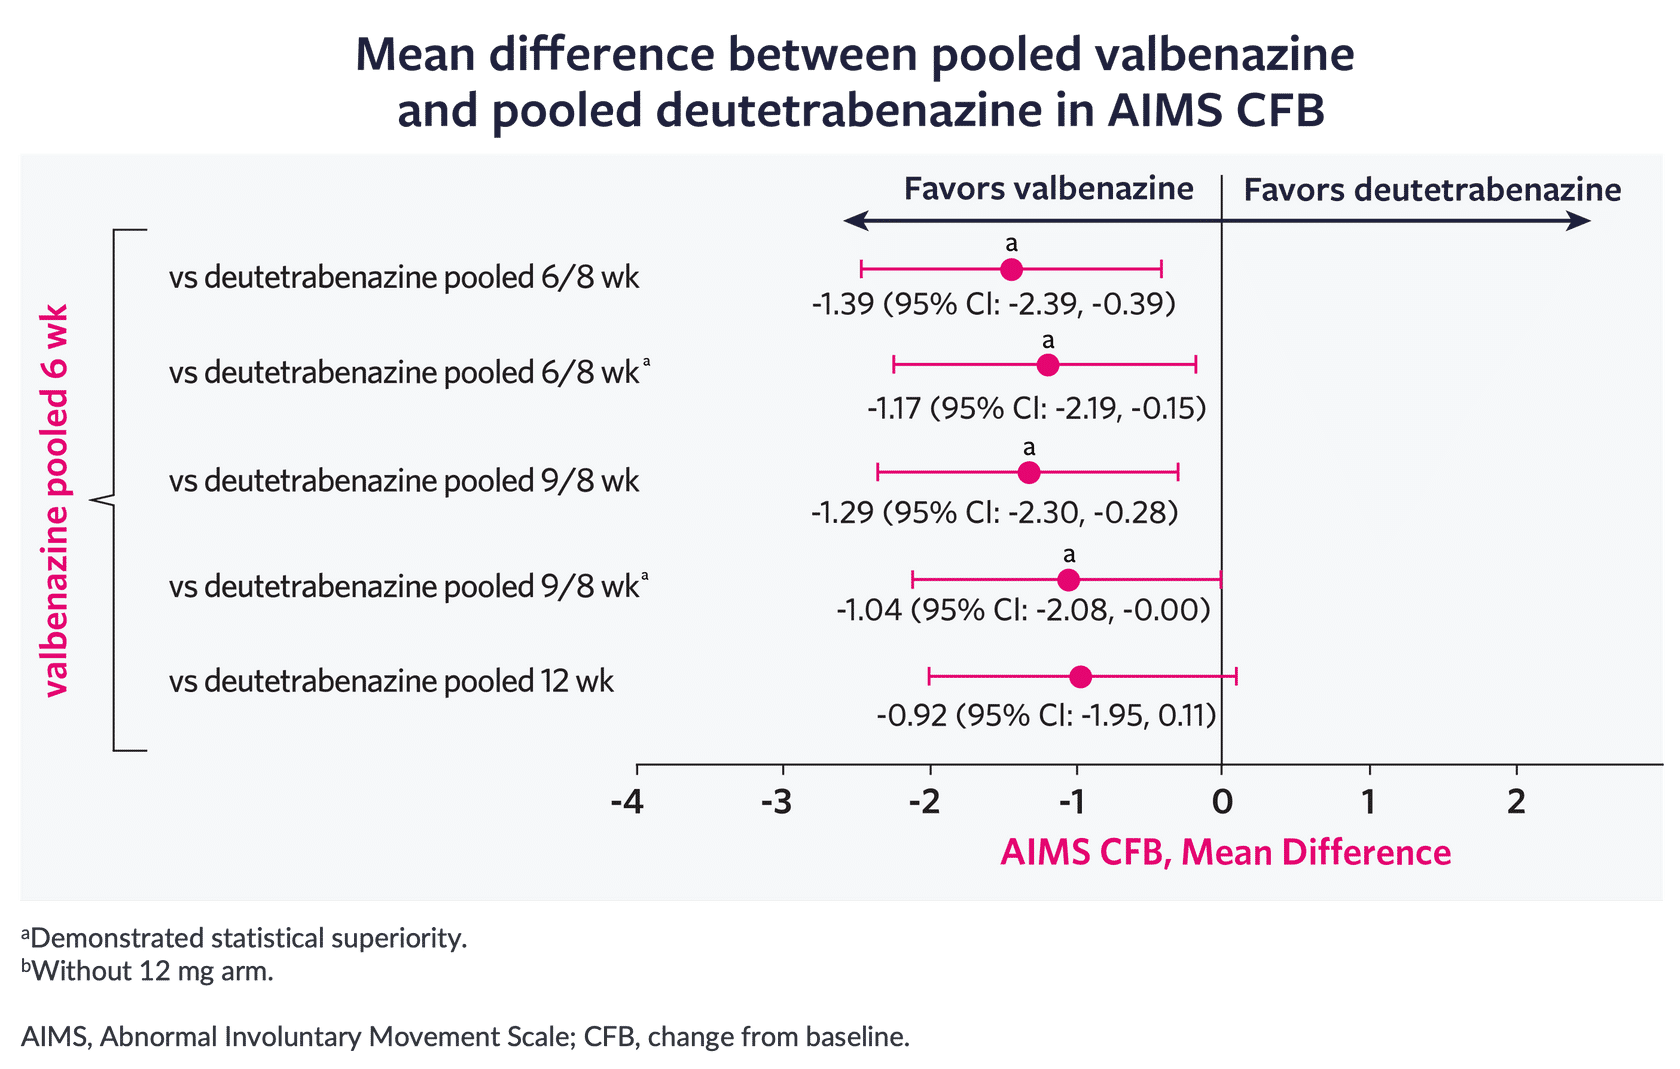 Mean difference between pooled valbenazine
and pooled deutetrabenazine in AIMS CFB
Favors valbenazine
Favors deutetrabenazine
valbenazine pooled 6 wk
vs deutetrabenazine pooled 6/8 wk
a
-1.39 (95% Cl: -2.39, -0.39)
vs deutetrabenazine pooled 6/8 wkᵃ
a
-1.17 (95% Cl: -2.19, -0.15)
vs deutetrabenazine pooled 9/8 wk
a
-1.29 (95% Cl: -2.30, -0.28)
vs deutetrabenazine pooled 9/8 wkᵃ
a
-1.04 (95% Cl: -2.08, -0.00)
vs deutetrabenazine pooled 12 wk
-0.92 (95% Cl: -1.95, 0.11)
-4 -3 -2 -1 0 1 2
AIMS CFB, Mean Difference
ᵃDemonstrated statistical superiority.
ᵇWithout 12 mg arm.
AIMS, Abnormal Involuntary Movement Scale; CFB, change from baseline.